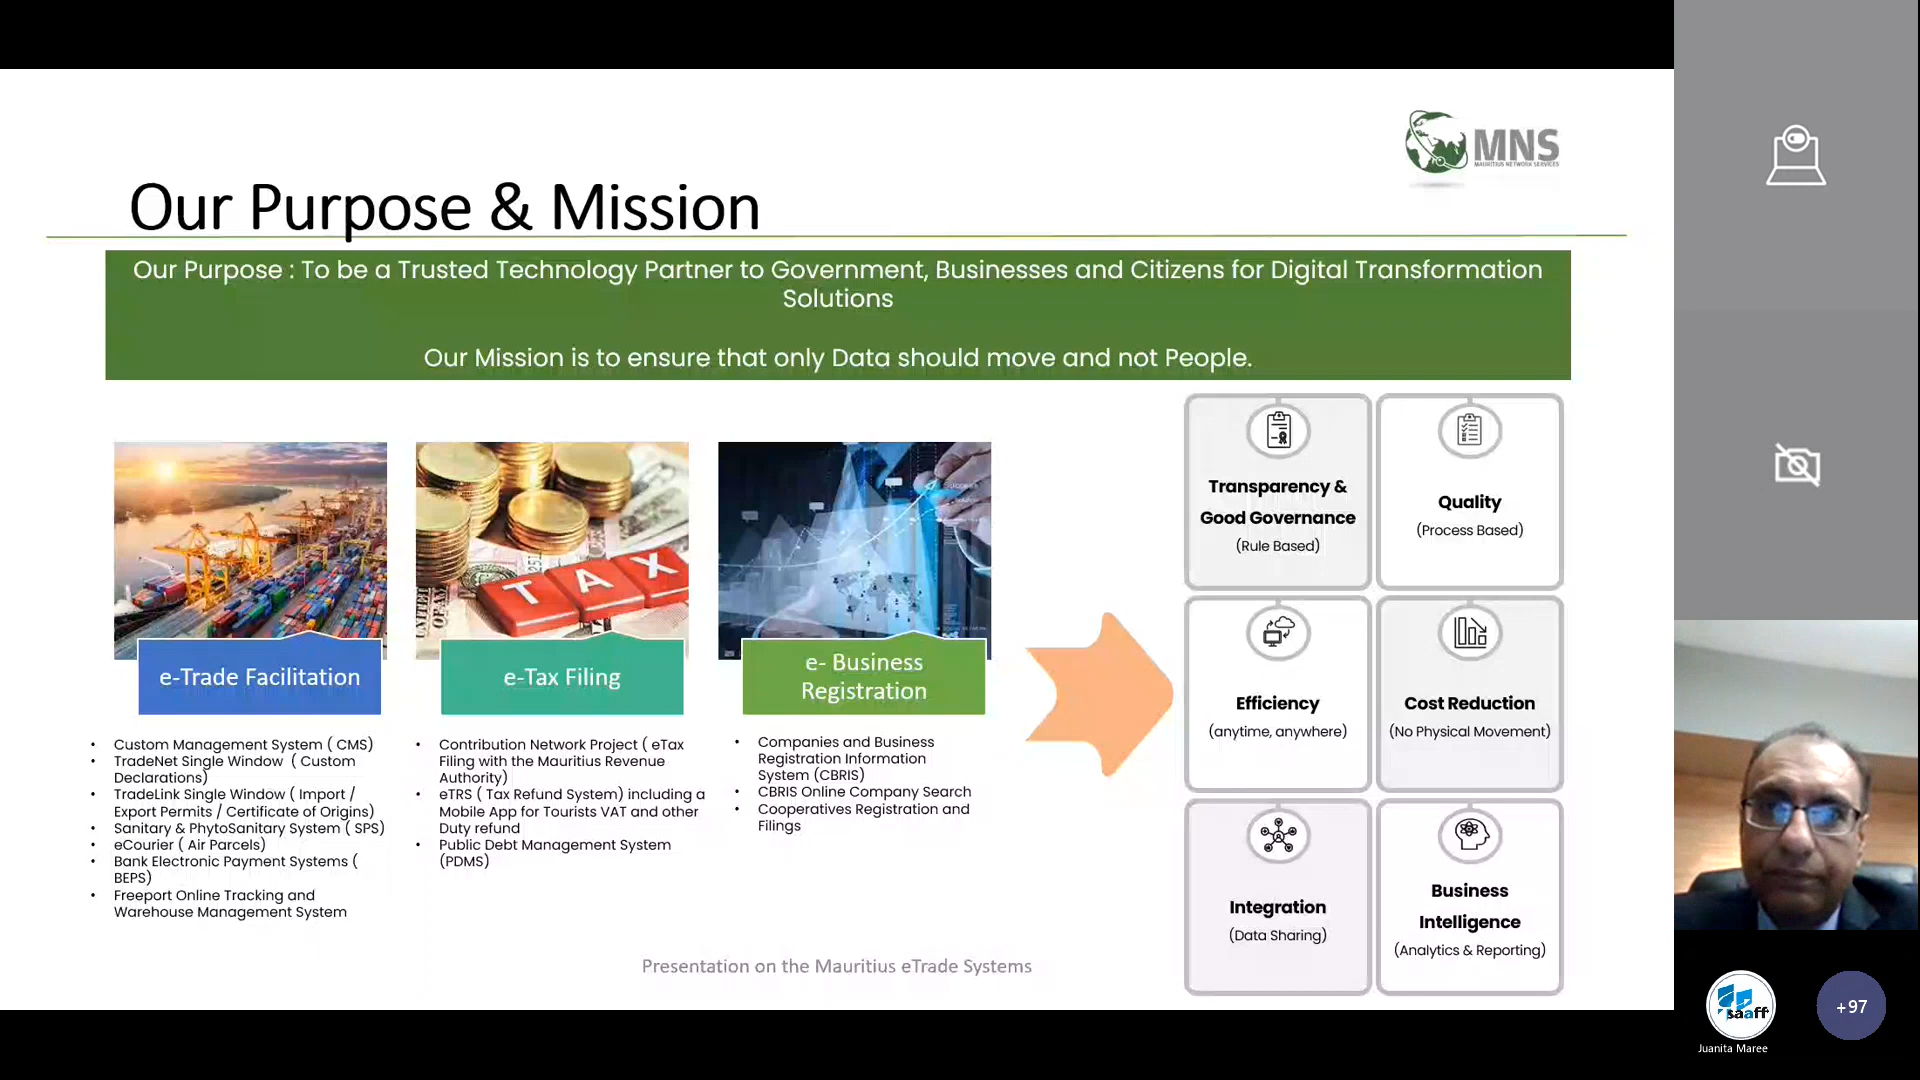 MNS
MAURITIUS NETWORK SERVICES
Our Purpose & Mission
Our Purpose : To be a Trusted Technology Partner to Government, Businesses and Citizens for Digital Transformation
Solutions
Our Mission is to ensure that only Data should move and not People.
TAX
e-Trade Facilitation
• Custom Management System ( CMS)
• TradeNet Single Window ( Custom
Declarations)
• TradeLink Single Window ( Import /
Export Permits / Certificate of Origins)
• Sanitary & PhytoSanitary System ( SPS)
• eCourier ( Air Parcels)
• Bank Electronic Payment Systems (
BEPS)
• Freeport Online Tracking and
Warehouse Management System
e-Tax Filing
• Contribution Network Project ( eTax
Filing with the Mauritius Revenue
Authority)
• eTRS ( Tax Refund System) including a
Mobile App for Tourists VAT and other
Duty refund
• Public Debt Management System
(PDMS)
e- Business
Registration
• Companies and Business
Registration Information
System (CBRIS)
• CBRIS Online Company Search
• Cooperatives Registration and
Filings
Transparency &
Good Governance
(Rule Based)
Quality
(Process Based)
Efficiency
(anytime, anywhere)
Cost Reduction
(No Physical Movement)
Integration
(Data Sharing)
Business
Intelligence
(Analytics & Reporting)
Presentation on the Mauritius eTrade Systems
saaff
Juanita Maree
+97